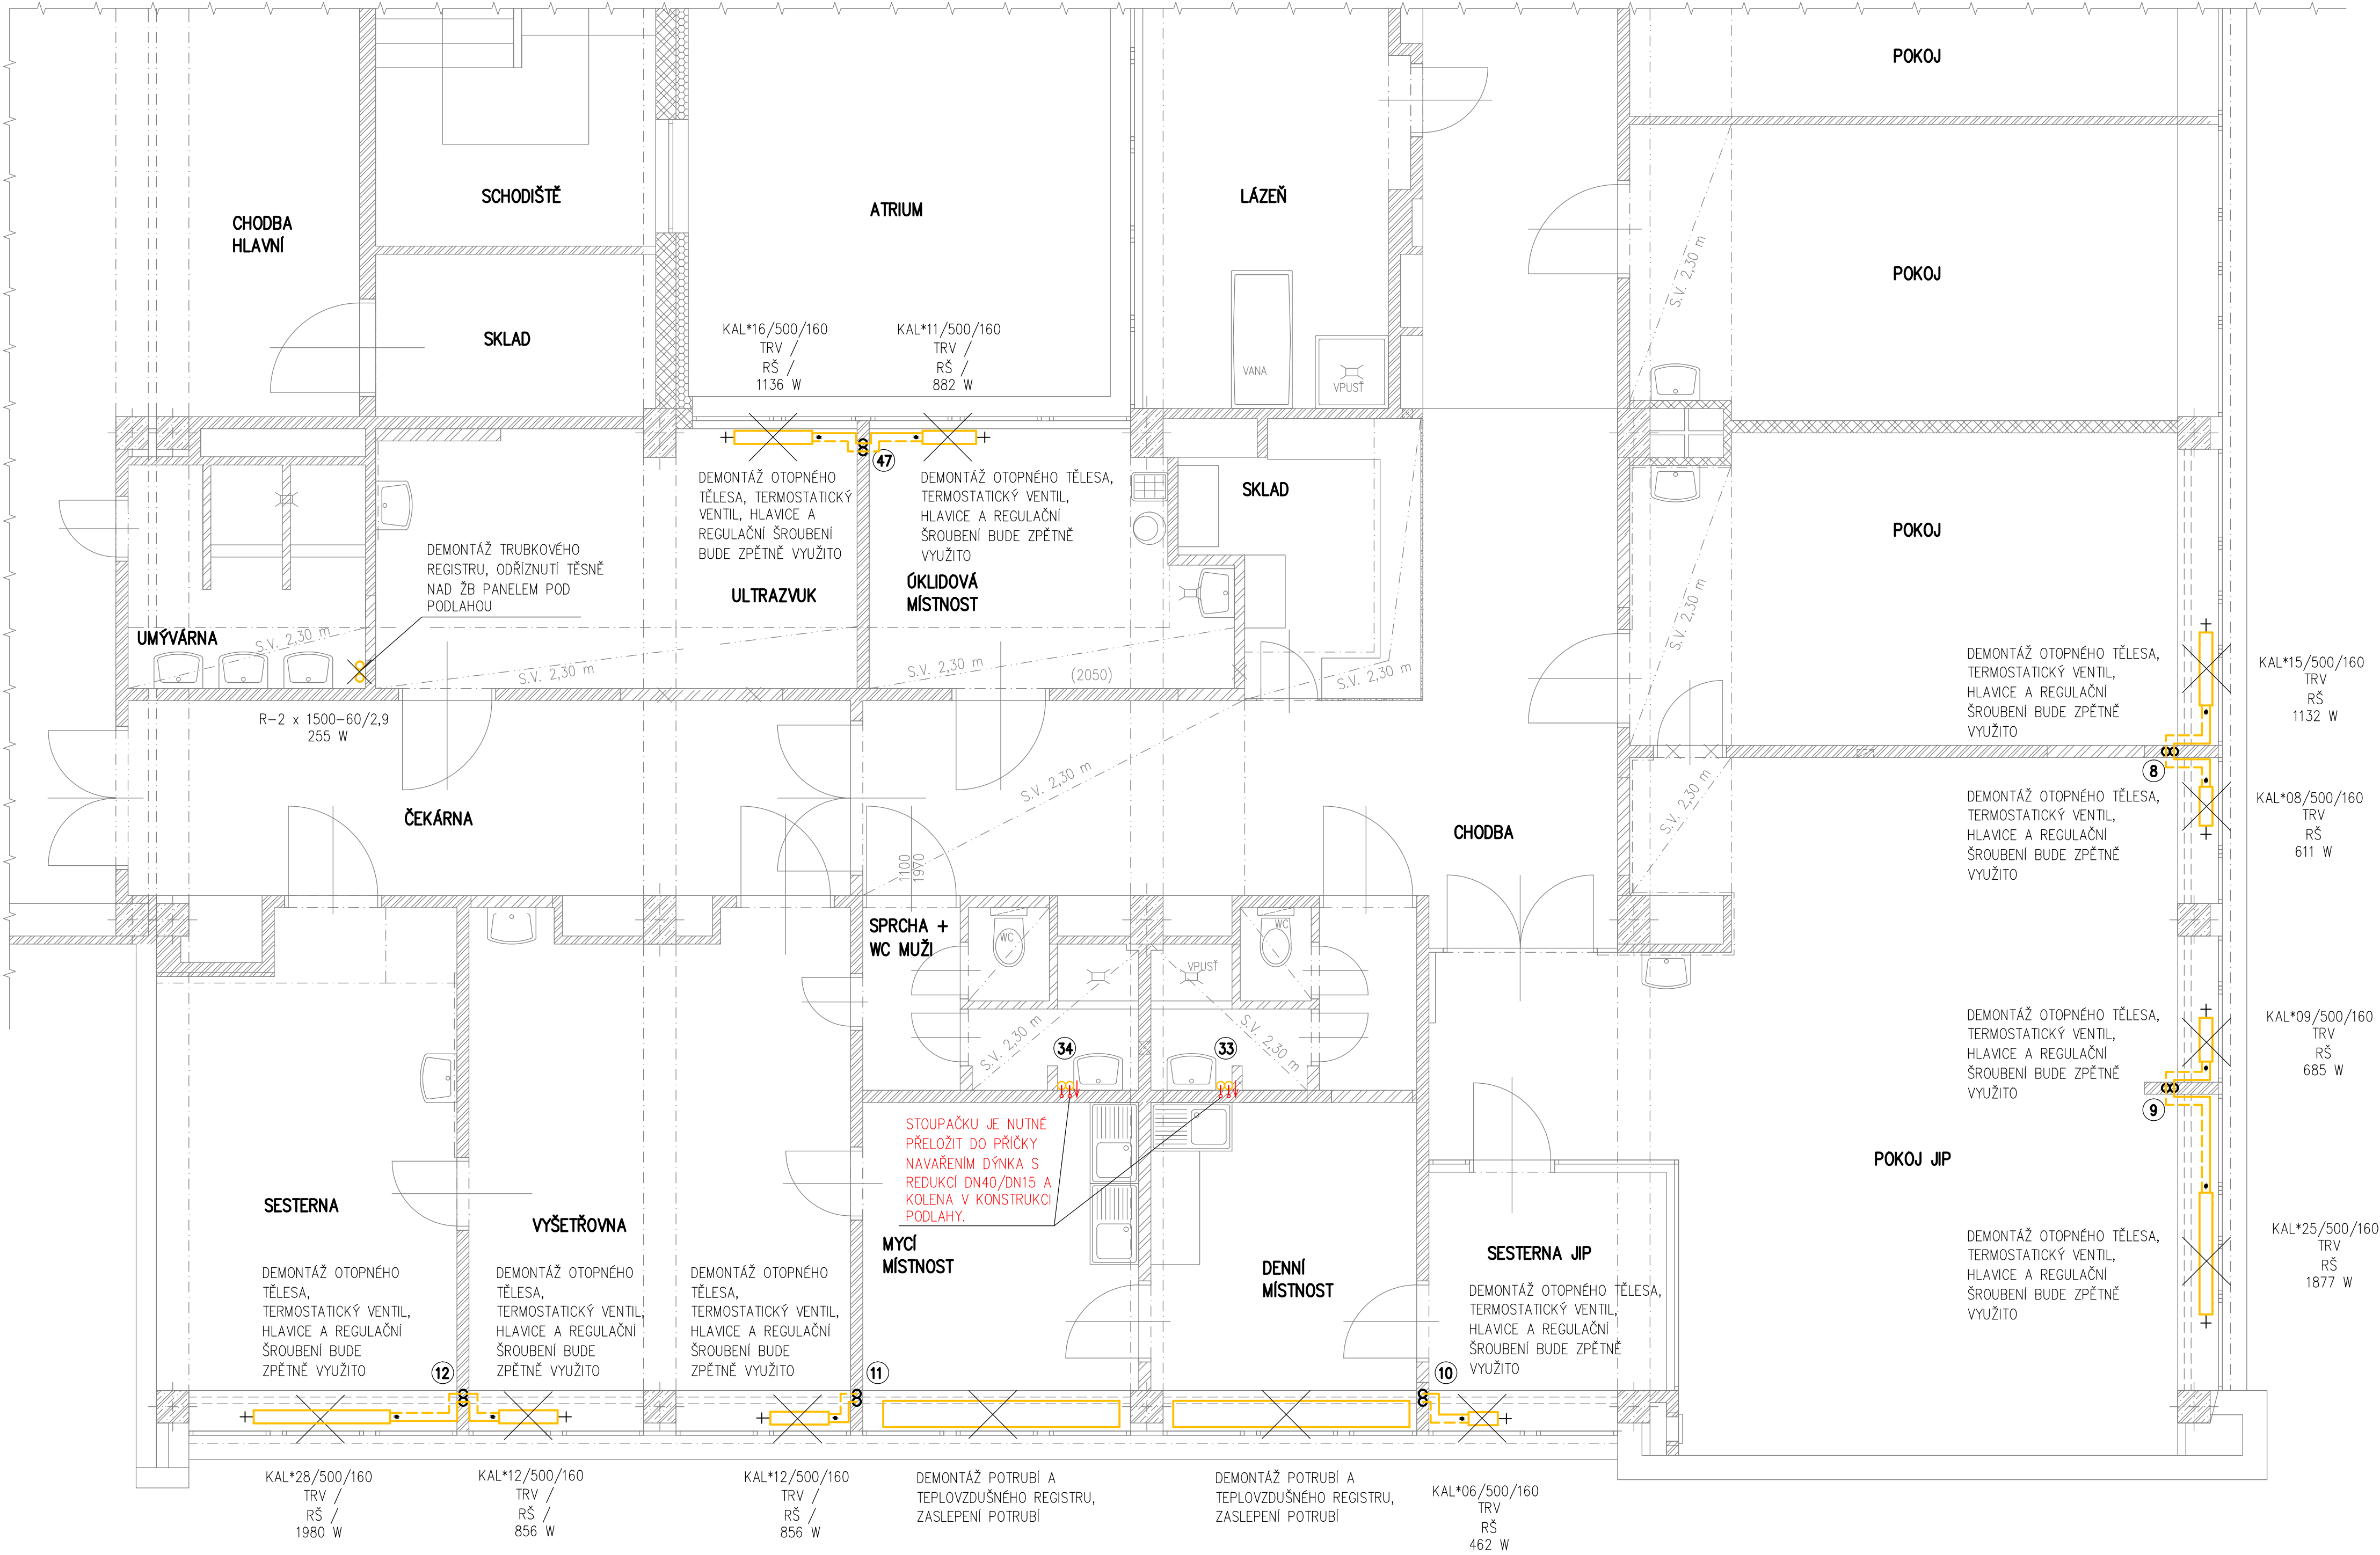 POKOJ
CHODBA
HLAVNÍ
SCHODIŠTĚ
ATRIUM
LÁZEŇ
S.V. 2,30 m
POKOJ
SKLAD
KAL*16/500/160
TRV /
RŠ /
1136 W
KAL*11/500/160
TRV /
RŠ /
882 W
VANA
VPUSŤ
47
DEMONTÁŽ OTOPNÉHO
TĚLESA, TERMOSTATICKÝ
VENTIL, HLAVICE A
REGULAČNÍ ŠROUBENÍ
BUDE ZPĚTNĚ VYUŽITO
DEMONTÁŽ OTOPNÉHO TĚLESA,
TERMOSTATICKÝ VENTIL,
HLAVICE A REGULAČNÍ
ŠROUBENÍ BUDE ZPĚTNĚ
VYUŽITO
SKLAD
POKOJ
DEMONTÁŽ TRUBKOVÉHO
REGISTRU, ODŘÍZNUTÍ TĚSNĚ
NAD ŽB PANELEM POD
PODLAHOU
ULTRAZVUK
ÚKLIDOVÁ
MÍSTNOST
S.V. 2,30 m
UMÝVÁRNA
S.V. 2,30 m
S.V. 2,30 m
S.V. 2,30 m
(2050)
S.V. 2,30 m
DEMONTÁŽ OTOPNÉHO TĚLESA,
TERMOSTATICKÝ VENTIL,
HLAVICE A REGULAČNÍ
ŠROUBENÍ BUDE ZPĚTNĚ
VYUŽITO
KAL*15/500/160
TRV
RŠ
1132 W
R-2 x 1500-60/2,9
255 W
8
S.V. 2,30 m
S.V. 2,30 m
DEMONTÁŽ OTOPNÉHO TĚLESA,
TERMOSTATICKÝ VENTIL,
HLAVICE A REGULAČNÍ
ŠROUBENÍ BUDE ZPĚTNĚ
VYUŽITO
KAL*08/500/160
TRV
RŠ
611 W
ČEKÁRNA
CHODBA
1100
1970
SPRCHA +
WC MUŽI
WC
VPUSŤ
WC
S.V. 2,30 m
S.V. 2,30 m
34
33
DEMONTÁŽ OTOPNÉHO TĚLESA,
TERMOSTATICKÝ VENTIL,
HLAVICE A REGULAČNÍ
ŠROUBENÍ BUDE ZPĚTNĚ
VYUŽITO
KAL*09/500/160
TRV
RŠ
685 W
9
STOUPAČKU JE NUTNÉ
PŘELOŽIT DO PŘÍČKY
NAVAŘENÍM DÝNKA S
REDUKCÍ DN40/DN15 A
KOLENA V KONSTRUKCI
PODLAHY.
POKOJ JIP
SESTERNA
VYŠETŘOVNA
MYCÍ
MÍSTNOST
DENNÍ
MÍSTNOST
SESTERNA JIP
DEMONTÁŽ OTOPNÉHO TĚLESA,
TERMOSTATICKÝ VENTIL,
HLAVICE A REGULAČNÍ
ŠROUBENÍ BUDE ZPĚTNĚ
VYUŽITO
KAL*25/500/160
TRV
RŠ
1877 W
DEMONTÁŽ OTOPNÉHO
TĚLESA,
TERMOSTATICKÝ VENTIL,
HLAVICE A REGULAČNÍ
ŠROUBENÍ BUDE
ZPĚTNĚ VYUŽITO
DEMONTÁŽ OTOPNÉHO
TĚLESA,
TERMOSTATICKÝ VENTIL,
HLAVICE A REGULAČNÍ
ŠROUBENÍ BUDE
ZPĚTNĚ VYUŽITO
DEMONTÁŽ OTOPNÉHO
TĚLESA,
TERMOSTATICKÝ VENTIL,
HLAVICE A REGULAČNÍ
ŠROUBENÍ BUDE
ZPĚTNĚ VYUŽITO
DEMONTÁŽ OTOPNÉHO TĚLESA,
TERMOSTATICKÝ VENTIL,
HLAVICE A REGULAČNÍ
ŠROUBENÍ BUDE ZPĚTNĚ
VYUŽITO
12
11
10
KAL*28/500/160
TRV /
RŠ /
1980 W
KAL*12/500/160
TRV /
RŠ /
856 W
KAL*12/500/160
TRV /
RŠ /
856 W
DEMONTÁŽ POTRUBÍ A
TEPLOVZDUŠNÉHO REGISTRU,
ZASLEPENÍ POTRUBÍ
DEMONTÁŽ POTRUBÍ A
TEPLOVZDUŠNÉHO REGISTRU,
ZASLEPENÍ POTRUBÍ
KAL*06/500/160
TRV
RŠ
462 W